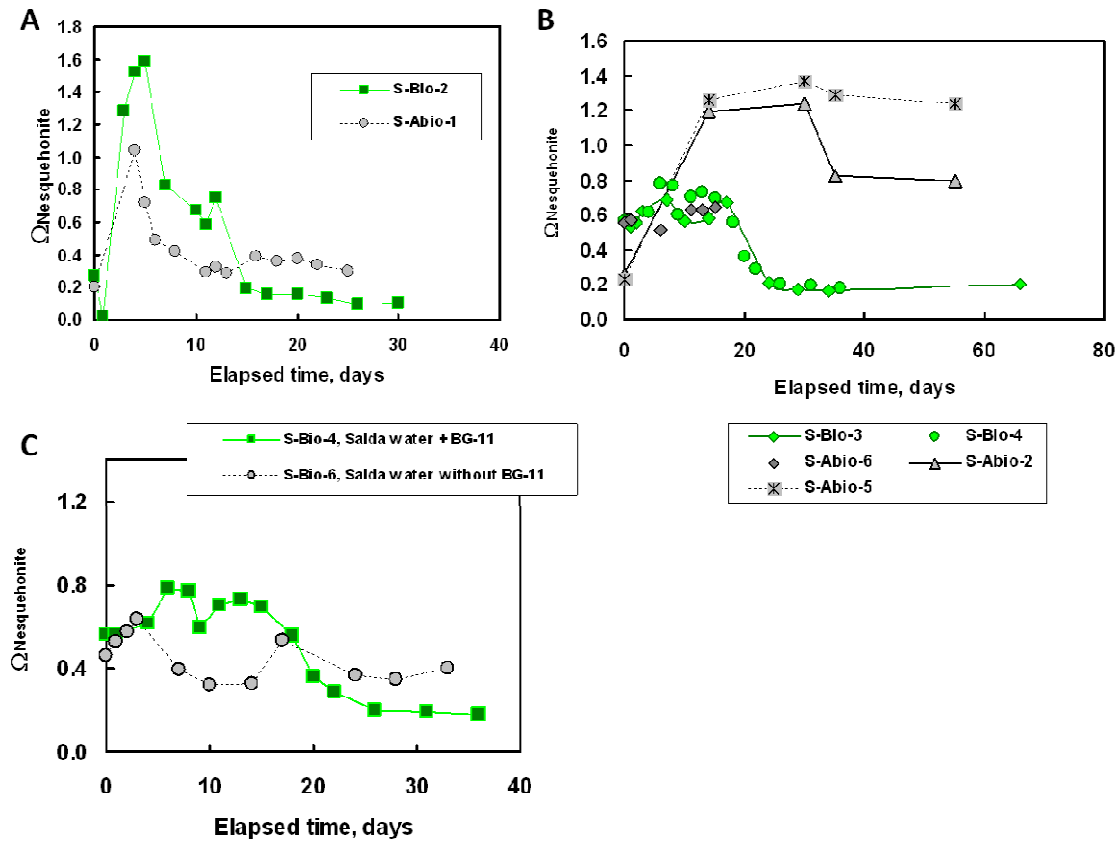 A
1.8
1.6
1.4
1.2
1.0
0.8
0.6
0.4
0.2
0.0
ΩNesquehonite
S-Bio-2
S-Abio-1
0 10 20 30 40
Elapsed time, days
B
1.6
1.4
1.2
1.0
0.8
0.6
0.4
0.2
0.0
ΩNesquehonite
0 20 40 60 80
Elapsed time, days
S-Bio-3 S-Bio-4
S-Abio-6 S-Abio-2
S-Abio-5
C
S-Bio-4, Salda water + BG-11
S-Bio-6, Salda water without BG-11
1.2
0.8
0.4
0.0
ΩNesquehonite
0 10 20 30 40
Elapsed time, days